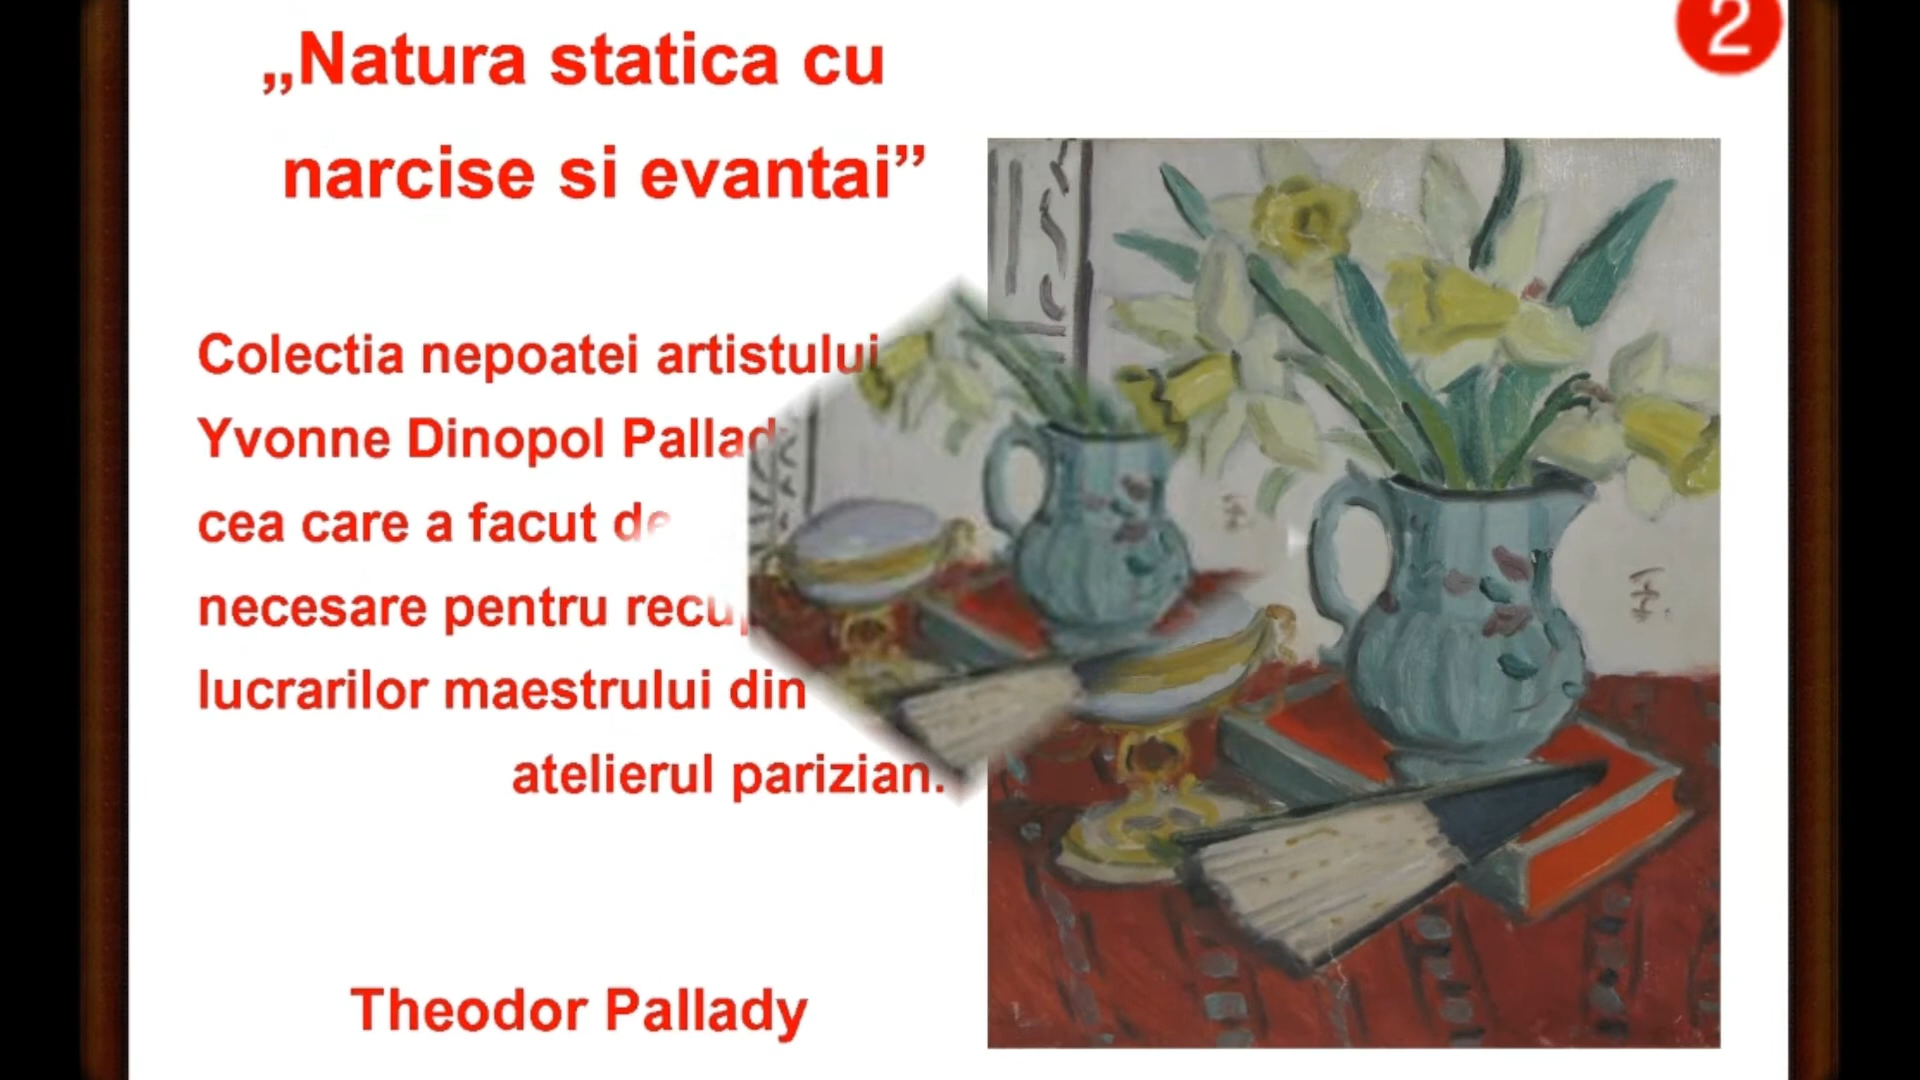 2
„Natura statica cu
narcise si evantai”
Colectia nepoatei artistului
Yvonne Dinopol
cea care a facut
necesare pentru
lucrarilor maestrului din
atelierul parizian.
Theodor Pallady